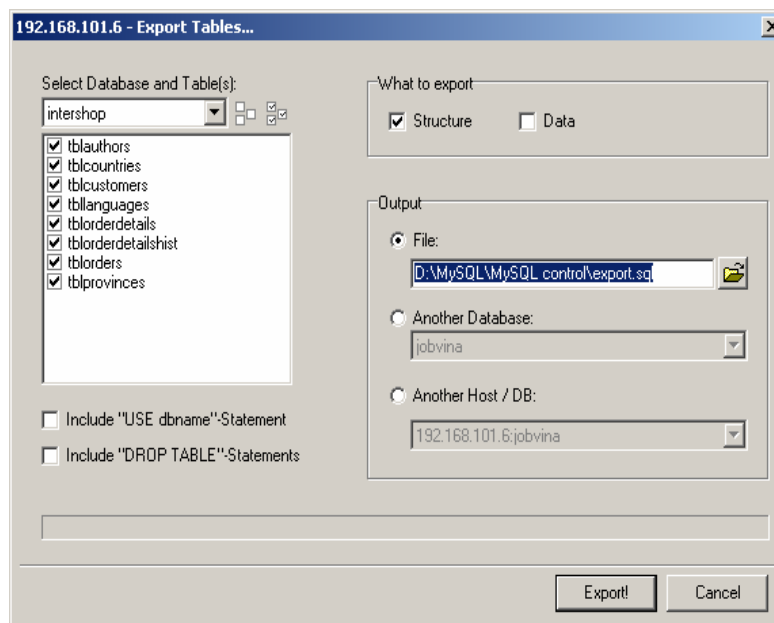 192.168.101.6 - Export Tables...
Select Database and Table(s):
intershop
tblauthors
tblcountries
tblcustomers
tbllanguages
tblorderdetails
tblorderdetailshist
tblorders
tblprovinces
Include "USE dbname"-Statement
Include "DROP TABLE"-Statements
What to export
Structure
Data
Output
File:
D:\MySQL\MySQL control\export.sql
Another Database:
jobvina
Another Host / DB:
192.168.101.6:jobvina
Export!
Cancel